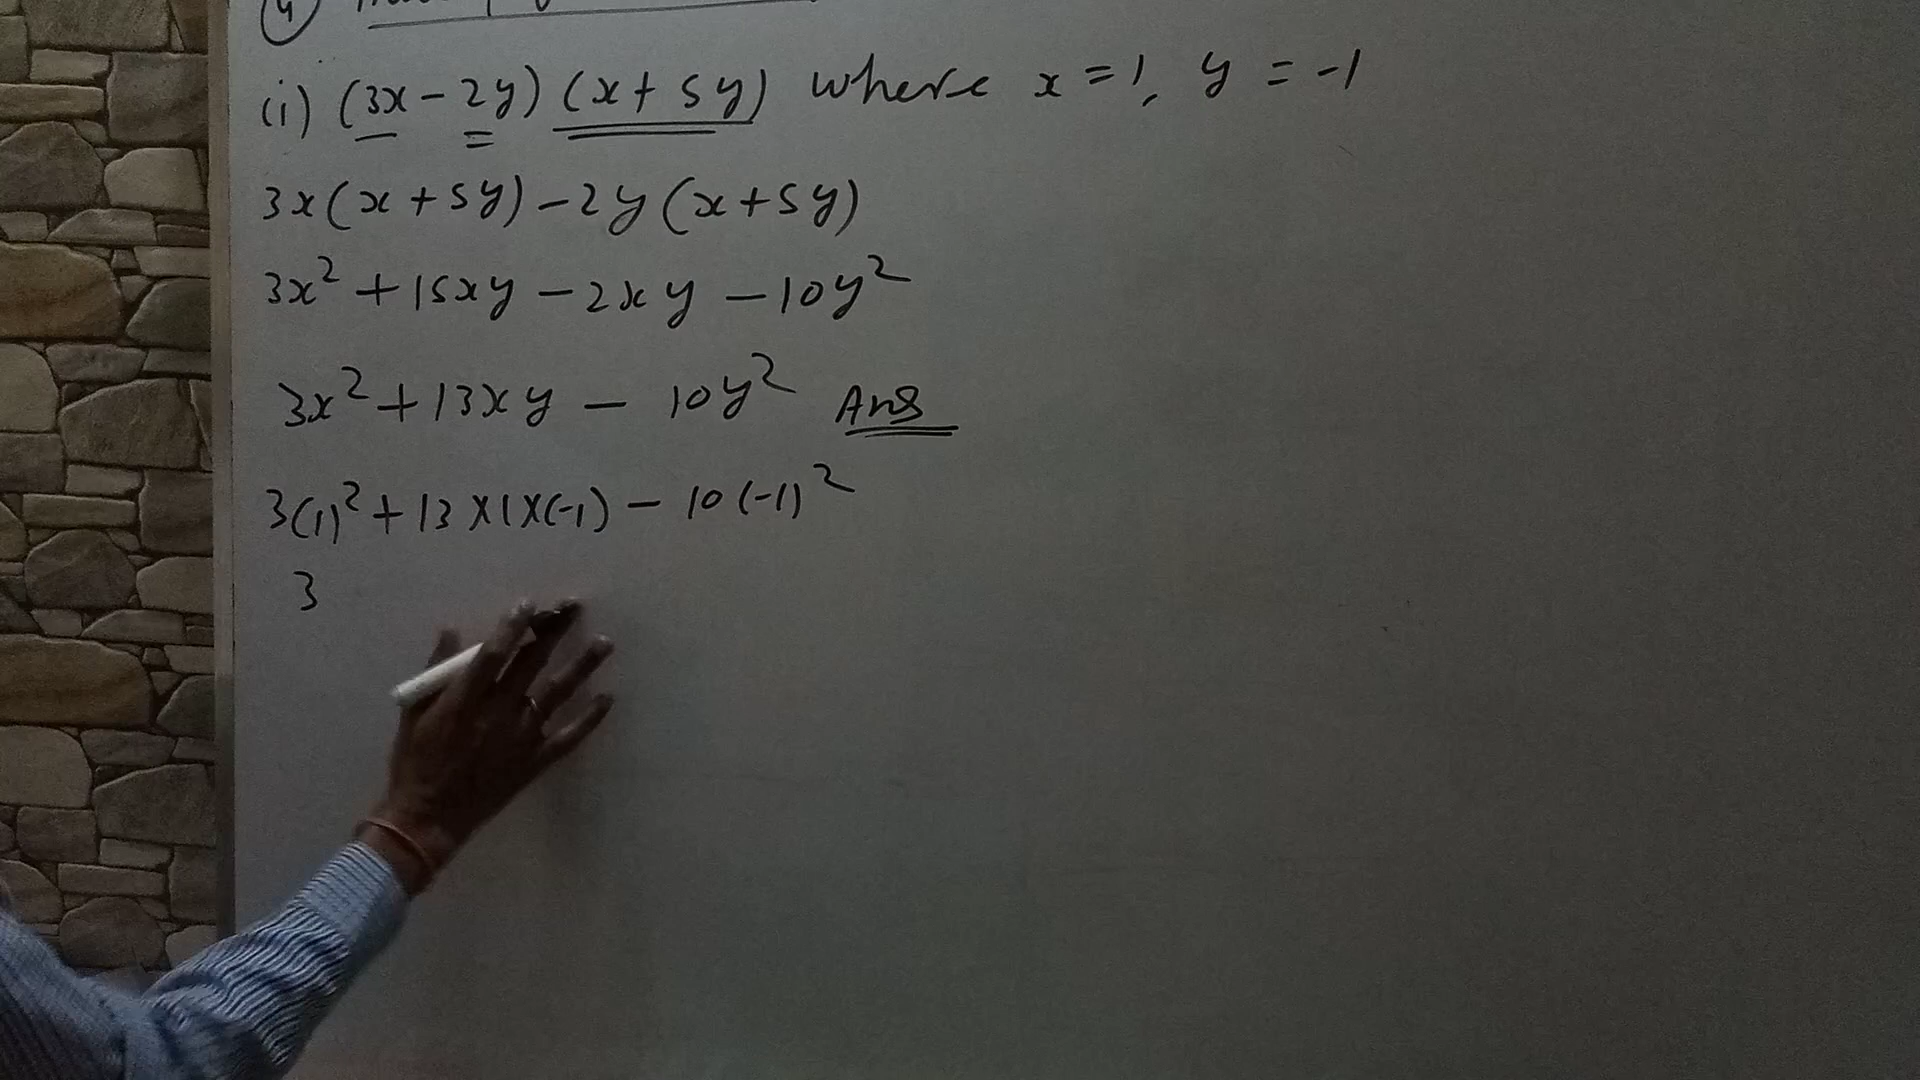 (4)
(i) (3x - 2y) (x + 5y) where x = 1, y = -1
3x(x + 5y) - 2y(x + 5y)
3x² + 15xy - 2xy - 10y²
3x² + 13xy - 10y² Ans
3(1)² + 13 X 1 X (-1) - 10(-1)²
3